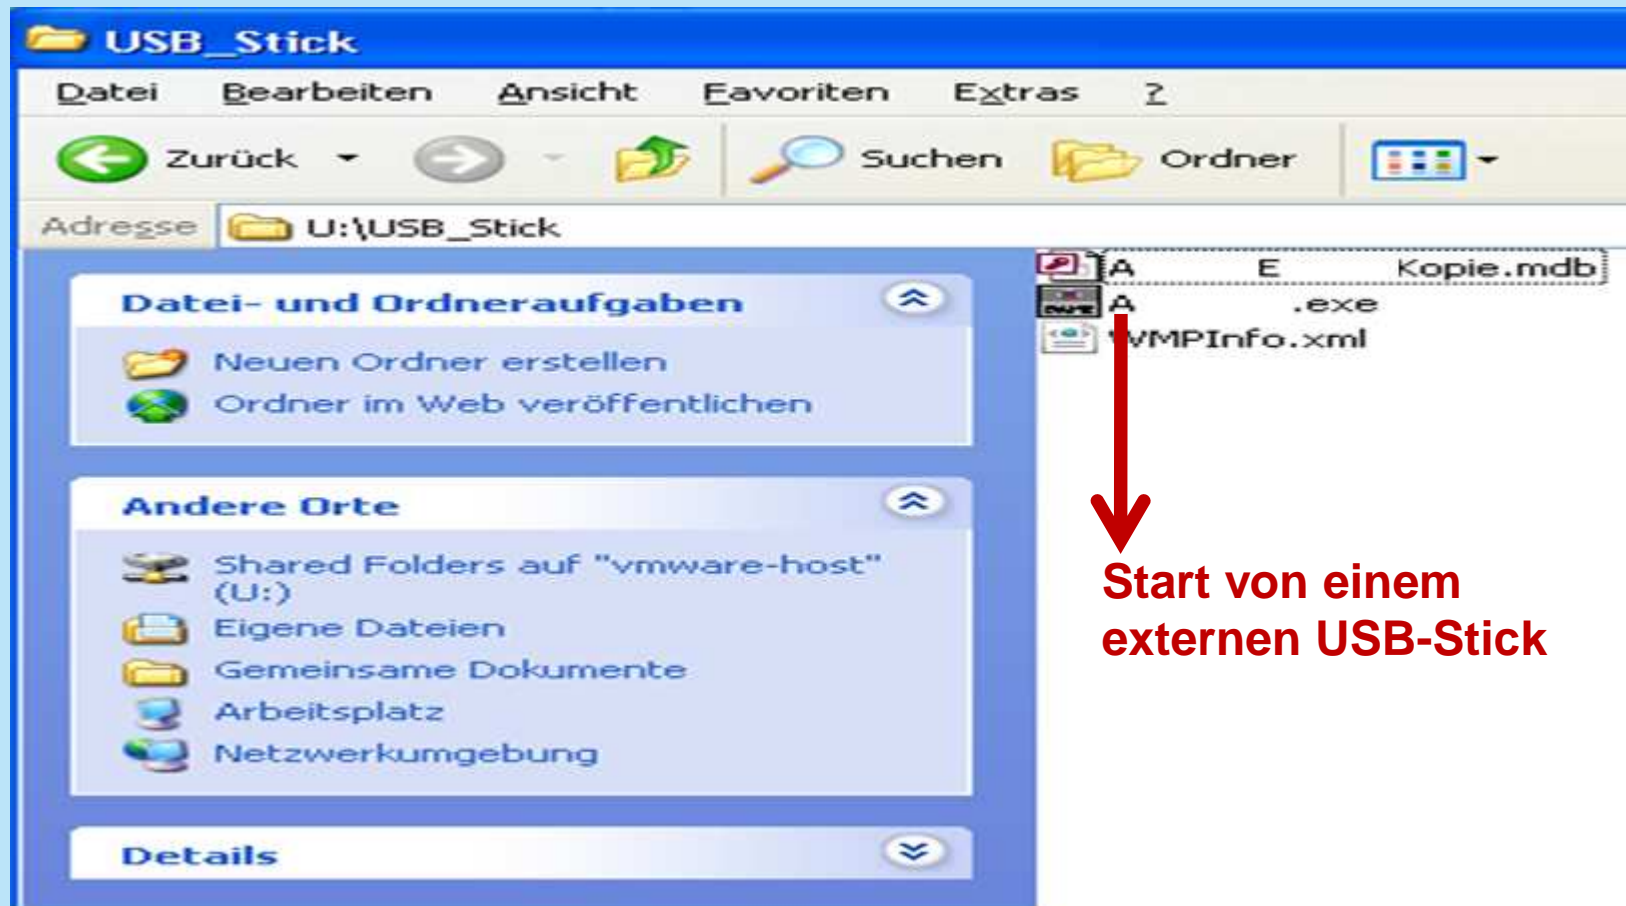 USB_Stick
Datei Bearbeiten Ansicht Favoriten Extras ?
Zurück Suchen Ordner
Adresse U:\USB_Stick
Datei- und Ordneraufgaben
Neuen Ordner erstellen
Ordner im Web veröffentlichen
Andere Orte
Shared Folders auf "vmware-host"
(U:)
Eigene Dateien
Gemeinsame Dokumente
Arbeitsplatz
Netzwerkumgebung
Details
A E Kopie.mdb
A .exe
WMPInfo.xml
Start von einem
externen USB-Stick